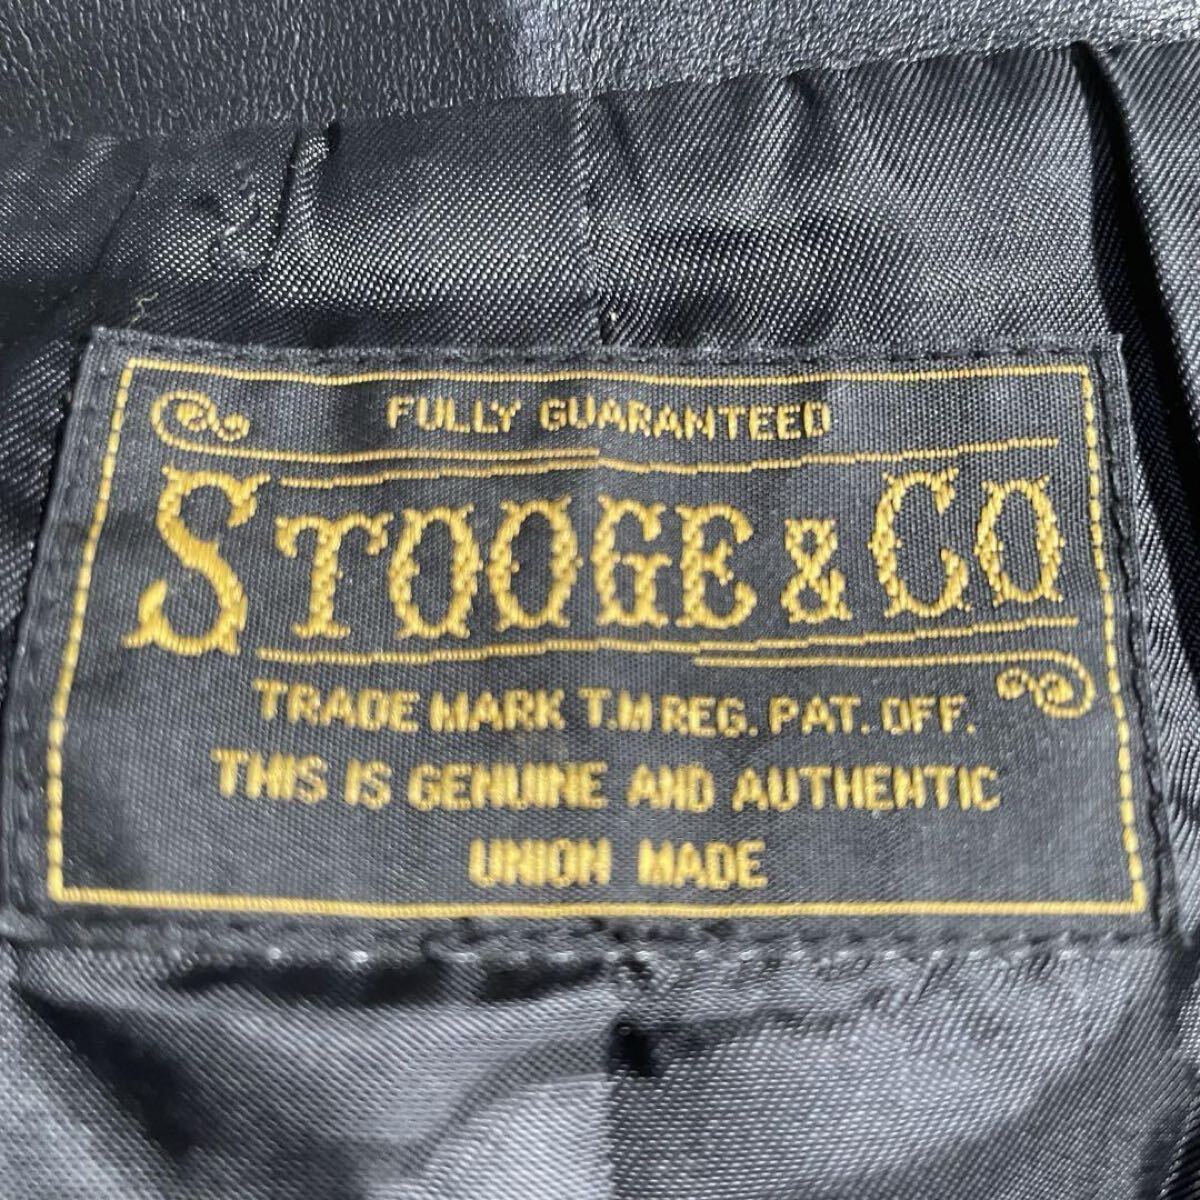 FULLY GUARANTEED
STOOGE & CO
TRADE MARK T.M REG. PAT. OFF.
THIS IS GENUINE AND AUTHENTIC
UNION MADE